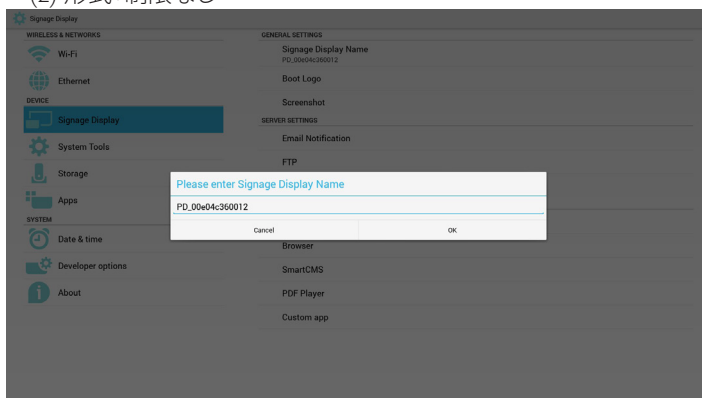 Signage Display
WIRELESS & NETWORKS
Wi-Fi
Ethernet
DEVICE
Signage Display
System Tools
Storage
Apps
SYSTEM
Date & time
Developer options
About
GENERAL SETTINGS
Signage Display Name
PD_00e04c360012
Boot Logo
Screenshot
SERVER SETTINGS
Email Notification
FTP
Please enter Signage Display Name
PD_00e04c360012
Cancel
OK
Browser
SmartCMS
PDF Player
Custom app